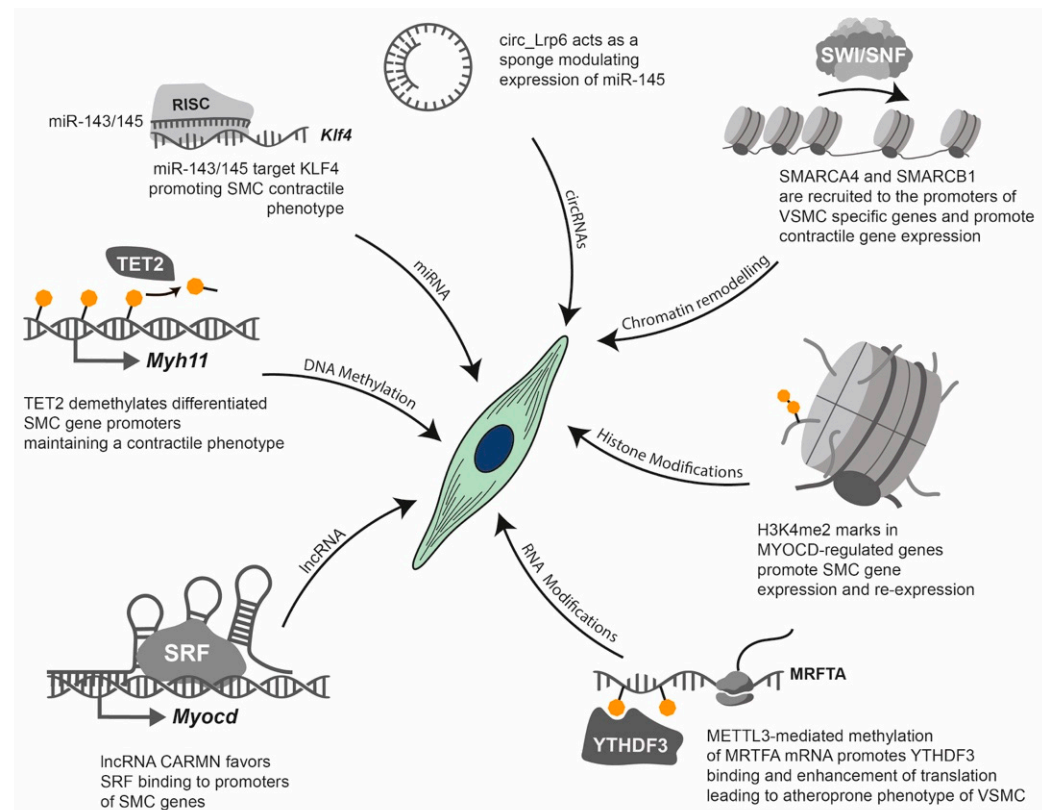 circ_Lrp6 acts as a
sponge modulating
expression of miR-145
SWI/SNF
RISC
miR-143/145
Klf4
miR-143/145 target KLF4
promoting SMC contractile
phenotype
SMARCA4 and SMARCB1
are recruited to the promoters of
VSMC specific genes and promote
contractile gene expression
circRNAs
miRNA
Chromatin remodelling
TET2
Myh11
DNA Methylation
TET2 demethylates differentiated
SMC gene promoters
maintaining a contractile phenotype
Histone Modifications
H3K4me2 marks in
MYOCD-regulated genes
promote SMC gene
expression and re-expression
lncRNA
RNA Modifications
SRF
Myocd
lncRNA CARMN favors
SRF binding to promoters
of SMC genes
MRFTA
YTHDF3
METTL3-mediated methylation
of MRTFA mRNA promotes YTHDF3
binding and enhancement of translation
leading to atheroprone phenotype of VSMC